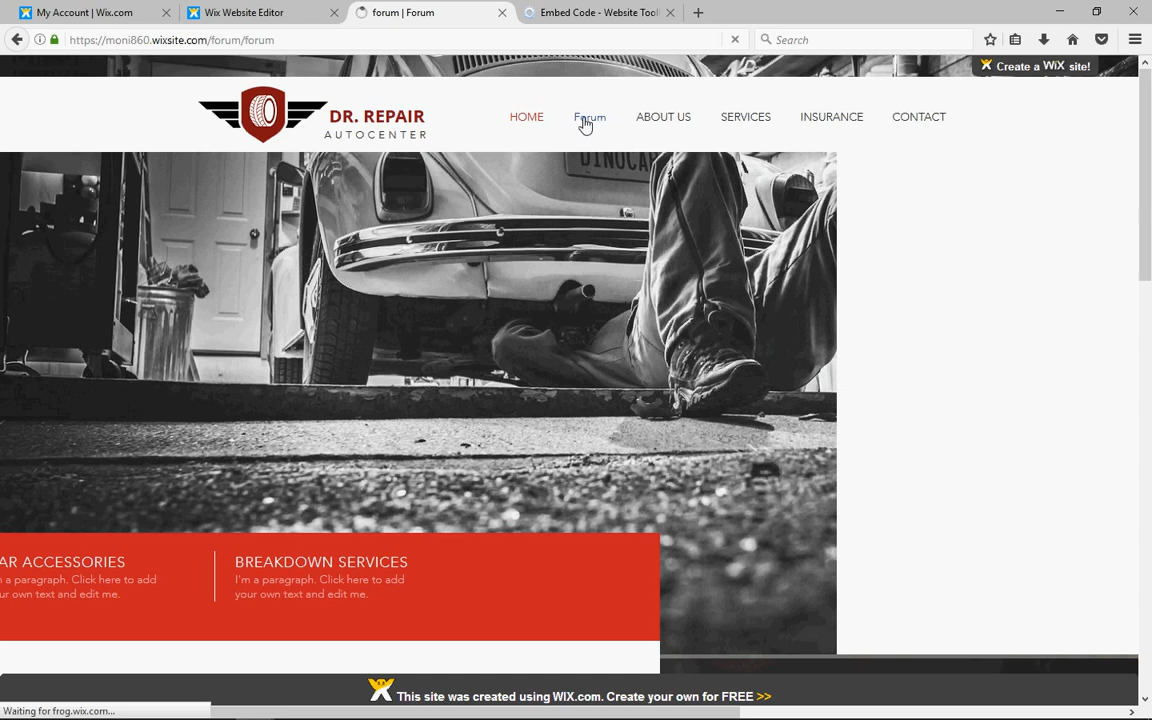 My Account | Wix.com
Wix Website Editor
forum | Forum
Embed Code - Website Tool
https://moni860.wixsite.com/forum/forum
Search
Create a WiX site!
DR. REPAIR
AUTOCENTER
HOME
Forum
ABOUT US
SERVICES
INSURANCE
CONTACT
DINOCAR
AR ACCESSORIES
BREAKDOWN SERVICES
m a paragraph. Click here to add
I'm a paragraph. Click here to add
ur own text and edit me.
your own text and edit me.
This site was created using WIX.com. Create your own for FREE >>
Waiting for frog.wix.com...